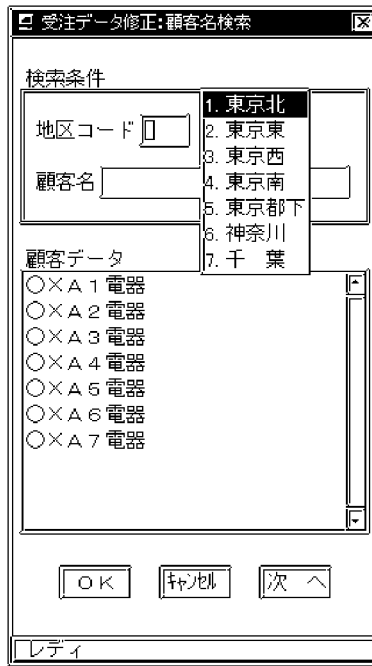 受注データ修正:顧客名検索
検索条件
地区コード
顧客名
1. 東京北
2. 東京東
3. 東京西
4. 東京南
5. 東京都下
6. 神奈川
7. 千 葉
顧客データ
○×A1電器
○×A2電器
○×A3電器
○×A4電器
○×A5電器
○×A6電器
○×A7電器
OK キャンセル 次 へ
レディ